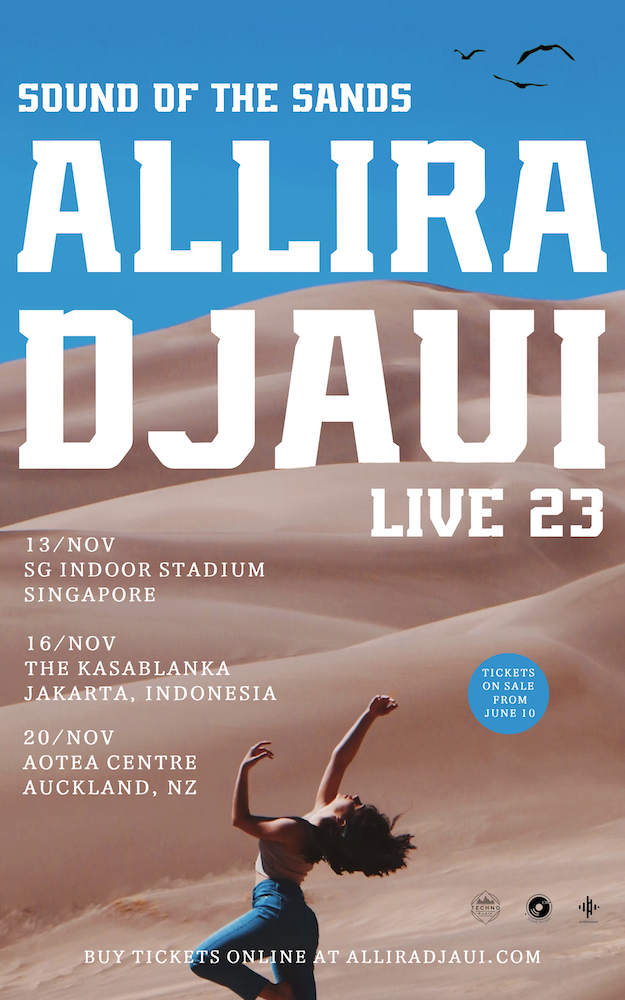 SOUND OF THE SANDS
ALLIRA
DJAUI
LIVE 23
13/NOV
SG INDOOR STADIUM
SINGAPORE
16/NOV
THE KASABLANKA
JAKARTA, INDONESIA
20/NOV
AOTEA CENTRE
AUCKLAND, NZ
TICKETS
ON SALE
FROM
JUNE 10
TECHNO
BUY TICKETS ONLINE AT ALLIRADJAUI.COM